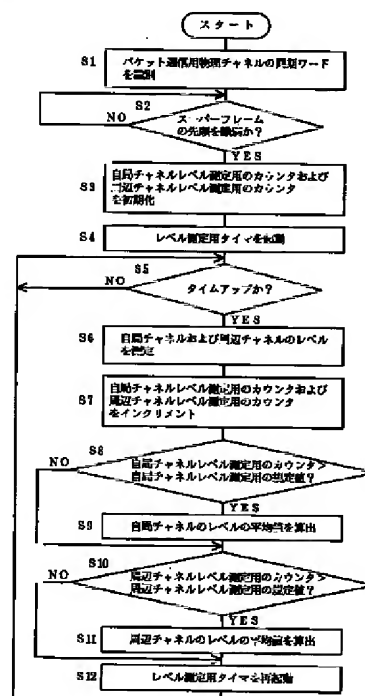 スタート
S1
パケット通信用物理チャネルの同期ワード
を識別
S2
NO
スーパーフレーム
の先頭を識別か?
YES
S3
自局チャネルレベル測定用のカウンタおよび
周辺チャネルレベル測定用のカウンタ
を初期化
S4
レベル測定用タイマを起動
S5
NO
タイムアップか?
YES
S6
自局チャネルおよび周辺チャネルのレベル
を測定
S7
自局チャネルレベル測定用のカウンタおよび
周辺チャネルレベル測定用のカウンタ
をインクリメント
S8
NO
自局チャネルレベル測定用のカウンタ>
自局チャネルレベル測定用の設定値?
YES
S9
自局チャネルのレベルの平均値を算出
S10
NO
周辺チャネルレベル測定用のカウンタ>
周辺チャネルレベル測定用の設定値?
YES
S11
周辺チャネルのレベルの平均値を算出
S12
レベル測定用タイマを再起動